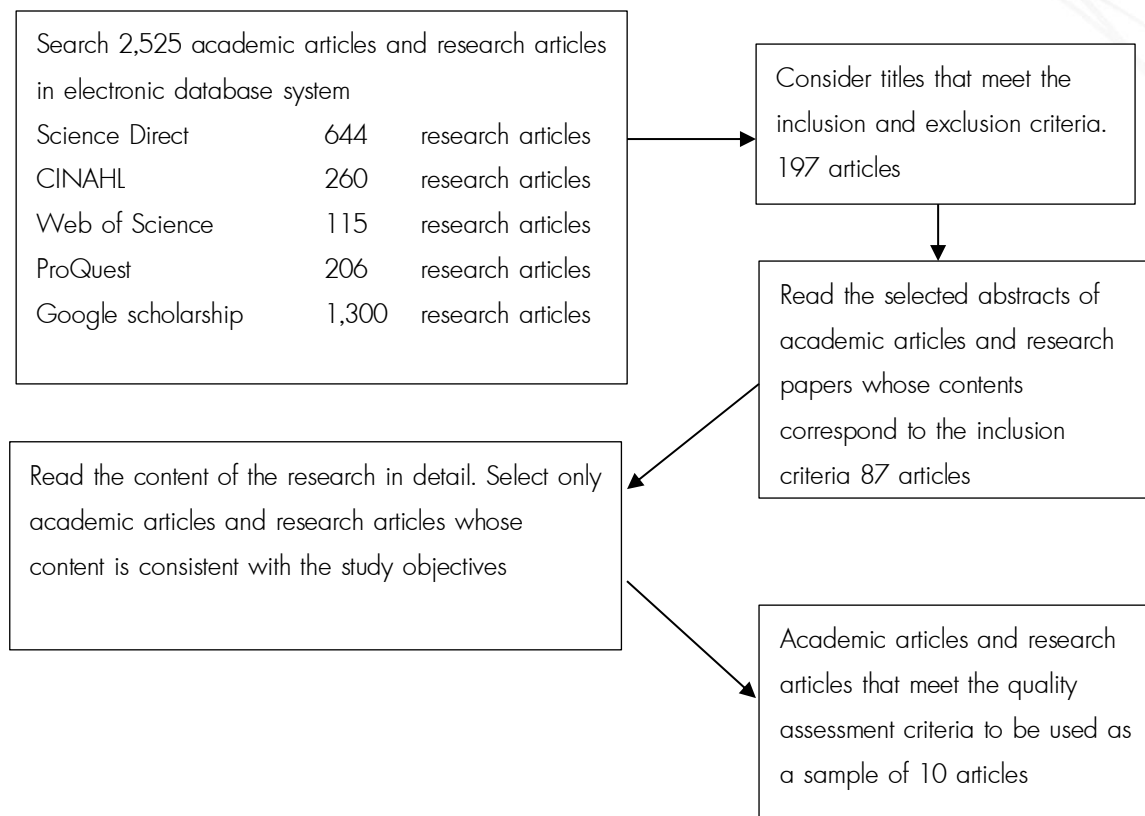 Search 2,525 academic articles and research articles
in electronic database system
Science Direct 644 research articles
CINAHL 260 research articles
Web of Science 115 research articles
ProQuest 206 research articles
Google scholarship 1,300 research articles
Consider titles that meet the
inclusion and exclusion criteria.
197 articles
Read the selected abstracts of
academic articles and research
papers whose contents
correspond to the inclusion
criteria 87 articles
Read the content of the research in detail. Select only
academic articles and research articles whose
content is consistent with the study objectives
Academic articles and research
articles that meet the quality
assessment criteria to be used as
a sample of 10 articles